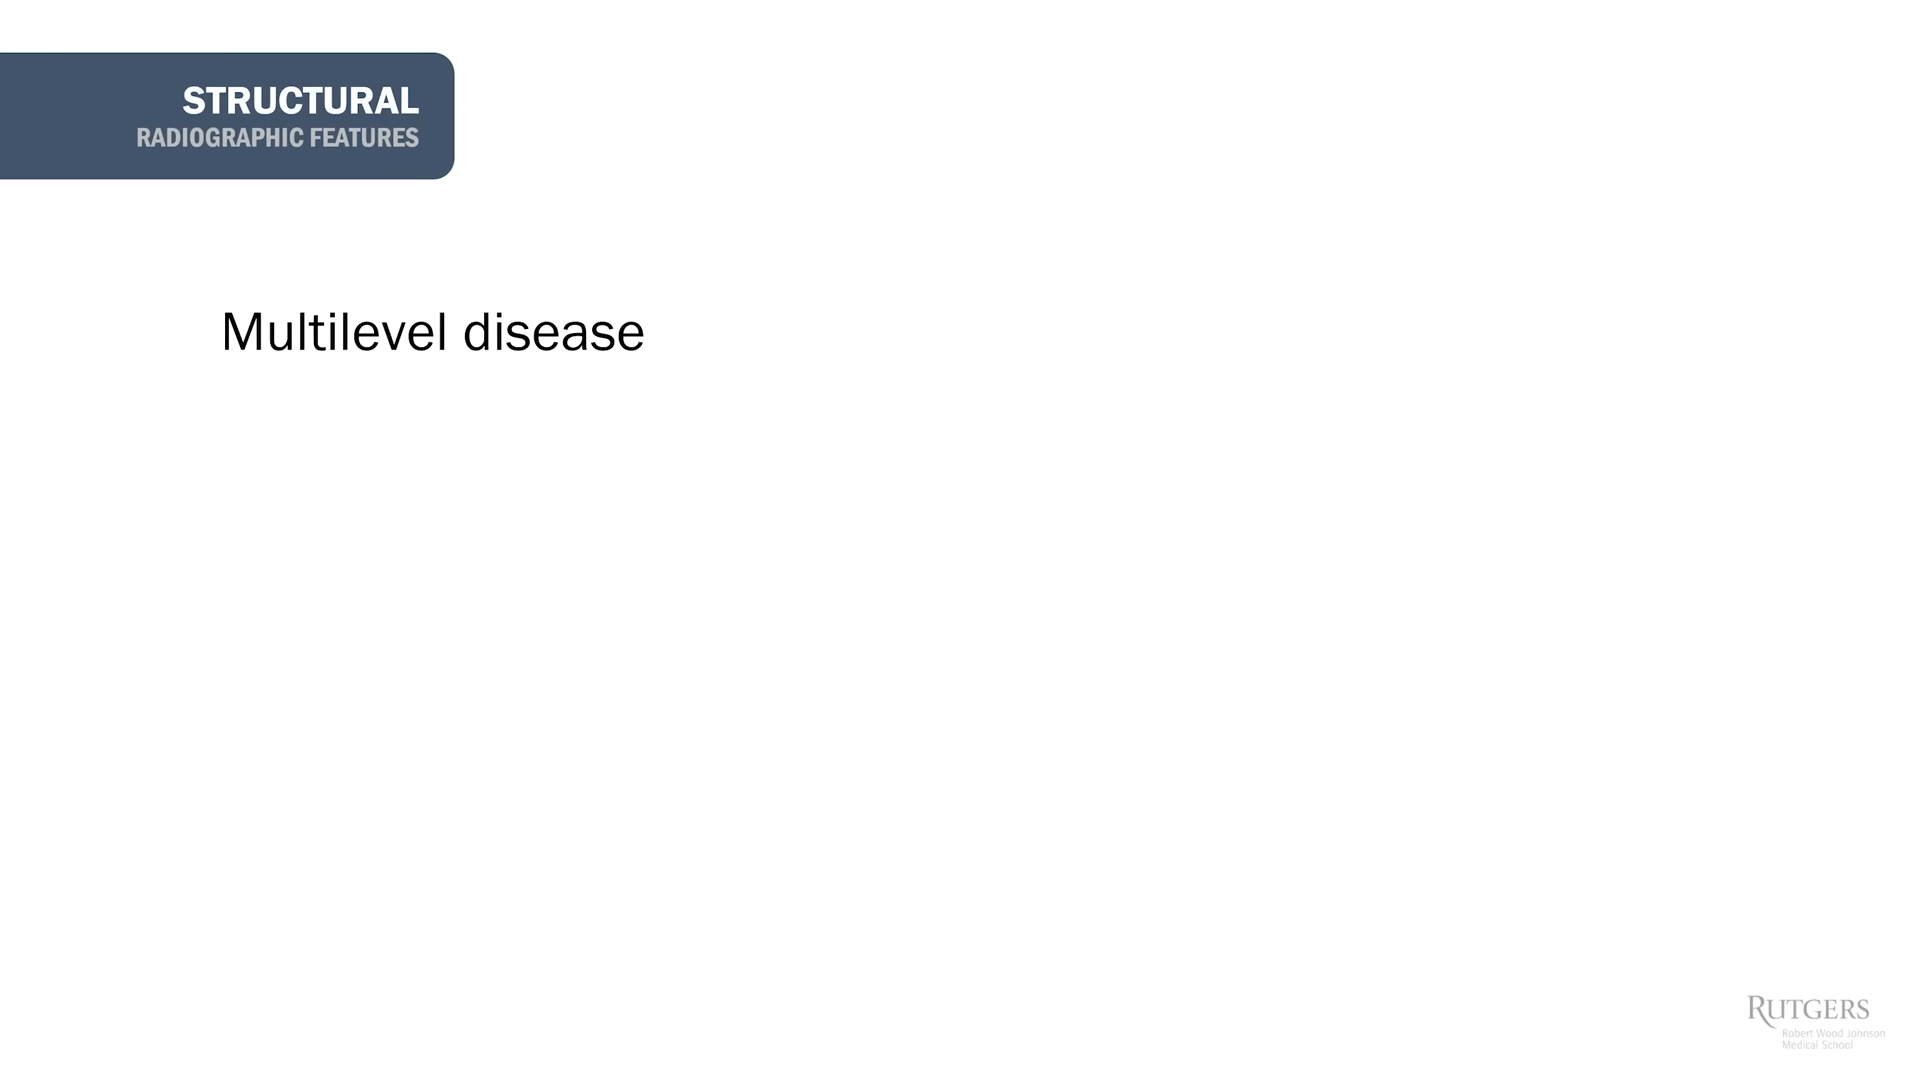 STRUCTURAL
RADIOGRAPHIC FEATURES
Multilevel disease
RUTGERS
Robert Wood Johnson
Medical School